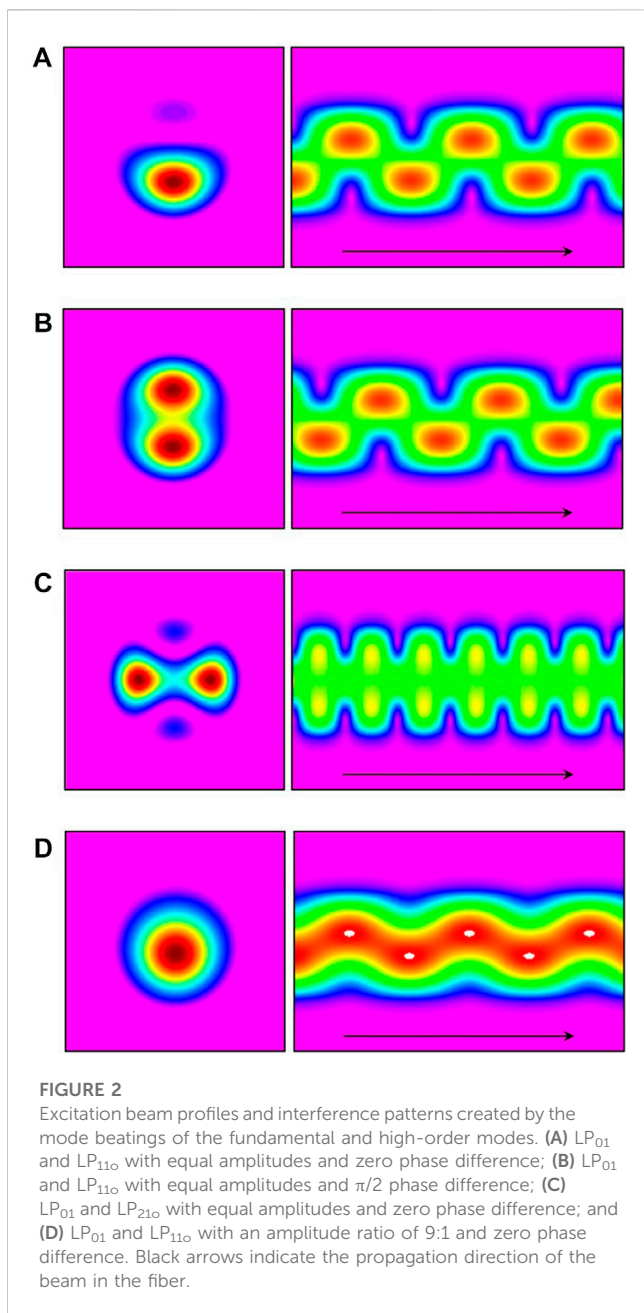 A
B
C
D
FIGURE 2
Excitation beam profiles and interference patterns created by the
mode beatings of the fundamental and high-order modes. (A) LP₀₁
and LP₁₁ₒ with equal amplitudes and zero phase difference; (B) LP₀₁
and LP₁₁ₒ with equal amplitudes and π/2 phase difference; (C)
LP₀₁ and LP₂₁ₒ with equal amplitudes and zero phase difference; and
(D) LP₀₁ and LP₁₁ₒ with an amplitude ratio of 9:1 and zero phase
difference. Black arrows indicate the propagation direction of the
beam in the fiber.